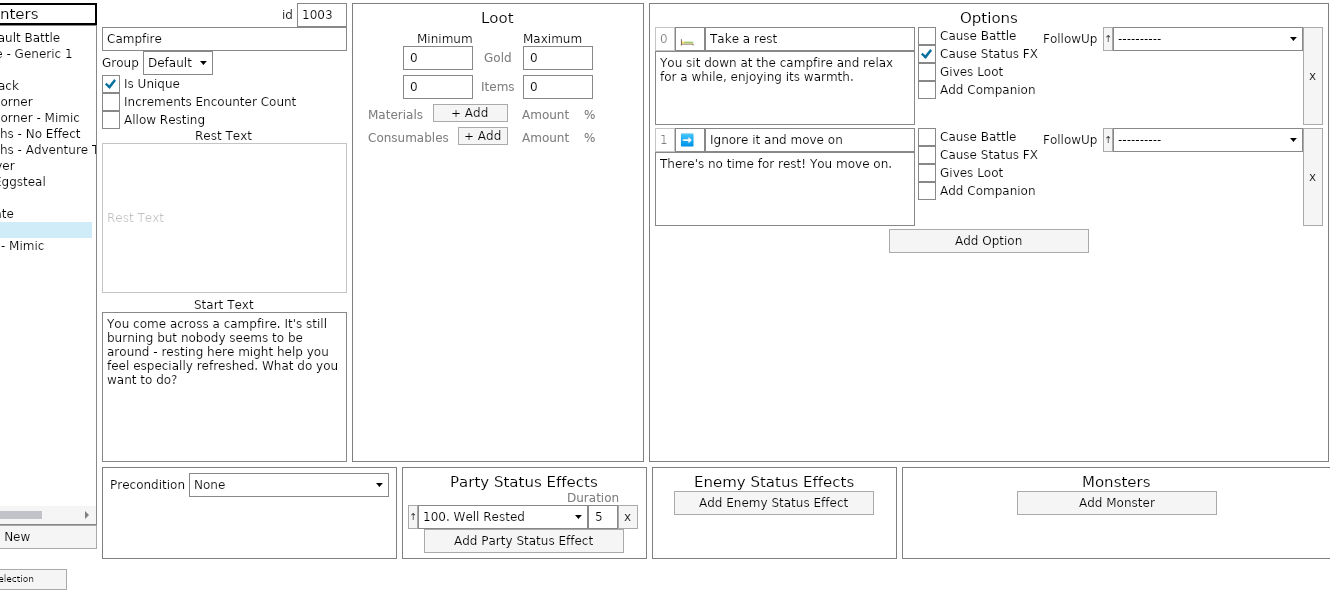 nters
ault Battle
e - Generic 1
ack
orner
orner - Mimic
hs - No Effect
hs - Adventure T
ver
Eggsteal
ate
- Mimic
New
election
id 1003
Campfire
Group Default
Is Unique
Increments Encounter Count
Allow Resting
Rest Text
Rest Text
Start Text
You come across a campfire. It's still
burning but nobody seems to be
around - resting here might help you
feel especially refreshed. What do you
want to do?
Loot
Minimum Maximum
0 Gold 0
0 Items 0
Materials + Add Amount %
Consumables + Add Amount %
Options
0 Take a rest
You sit down at the campfire and relax
for a while, enjoying its warmth.
Cause Battle
Cause Status FX
Gives Loot
Add Companion
FollowUp ↑ ----------
x
1 ➡ Ignore it and move on
There's no time for rest! You move on.
Cause Battle
Cause Status FX
Gives Loot
Add Companion
FollowUp ↑ ----------
x
Add Option
Precondition None
Party Status Effects
Duration
↑ 100. Well Rested 5 x
Add Party Status Effect
Enemy Status Effects
Add Enemy Status Effect
Monsters
Add Monster